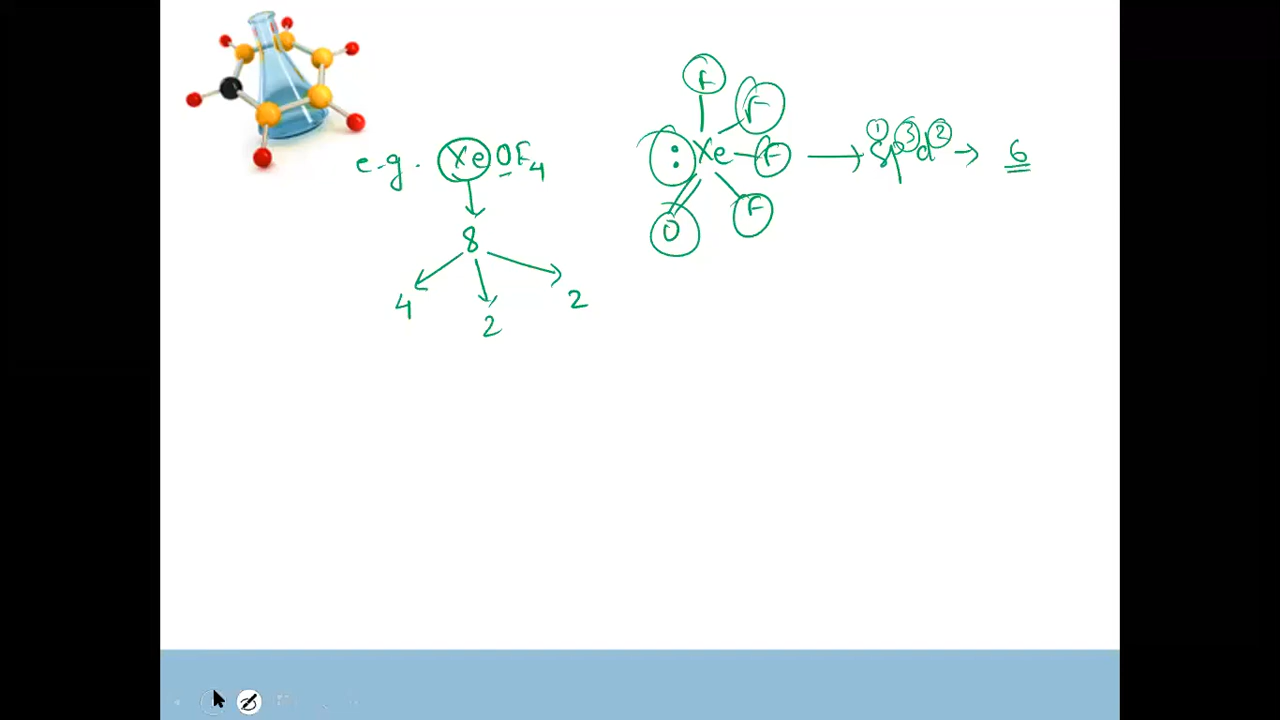 e.g. XeOF₄
8
4 2 2
F
F
: Xe – F → sp³d² → 6
O F